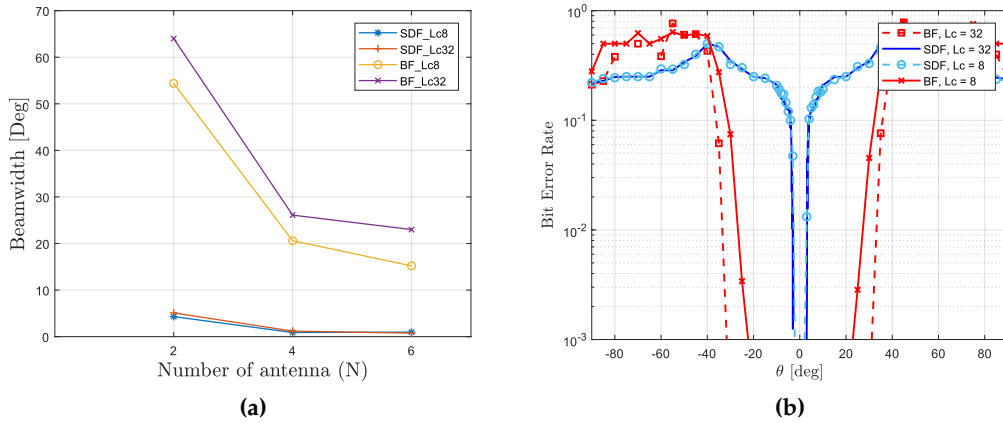 70
60
50
40
30
20
10
0
Beamwidth [Deg]
SDF_Lc8
SDF_Lc32
BF_Lc8
BF_Lc32
2 4 6
Number of antenna (N)
(a)
10^0
10^-1
10^-2
10^-3
Bit Error Rate
BF, Lc = 32
SDF, Lc = 32
SDF, Lc = 8
BF, Lc = 8
-80 -60 -40 -20 0 20 40 60 80
θ [deg]
(b)